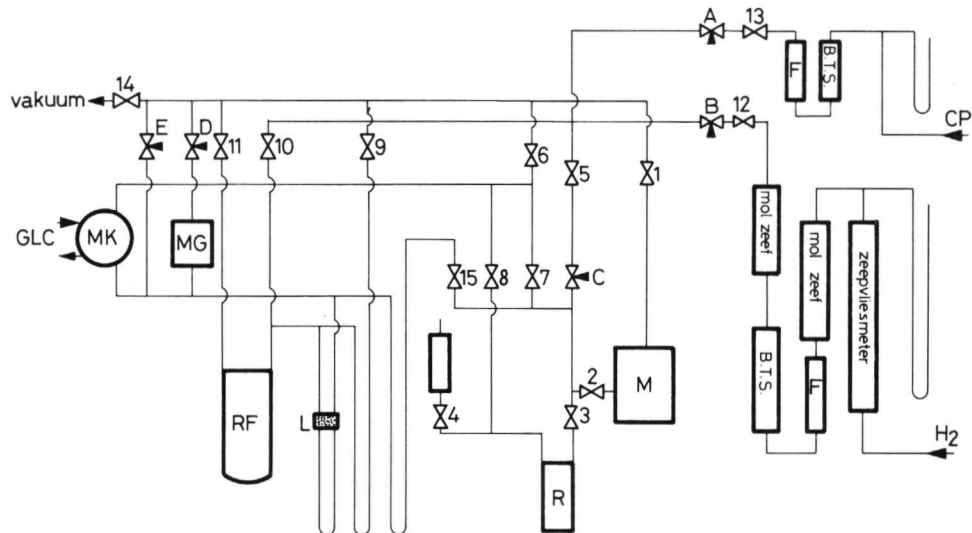 A 13
F
B.T.S.
CP
vakuum 14
E D 11 10 9 6 5 1
B 12
GLC MK MG
15 8 7 C
mol zeef
mol zeef
zeepvliesmeter
B.T.S.
F
H2
RF
L
4 2 3
M
R